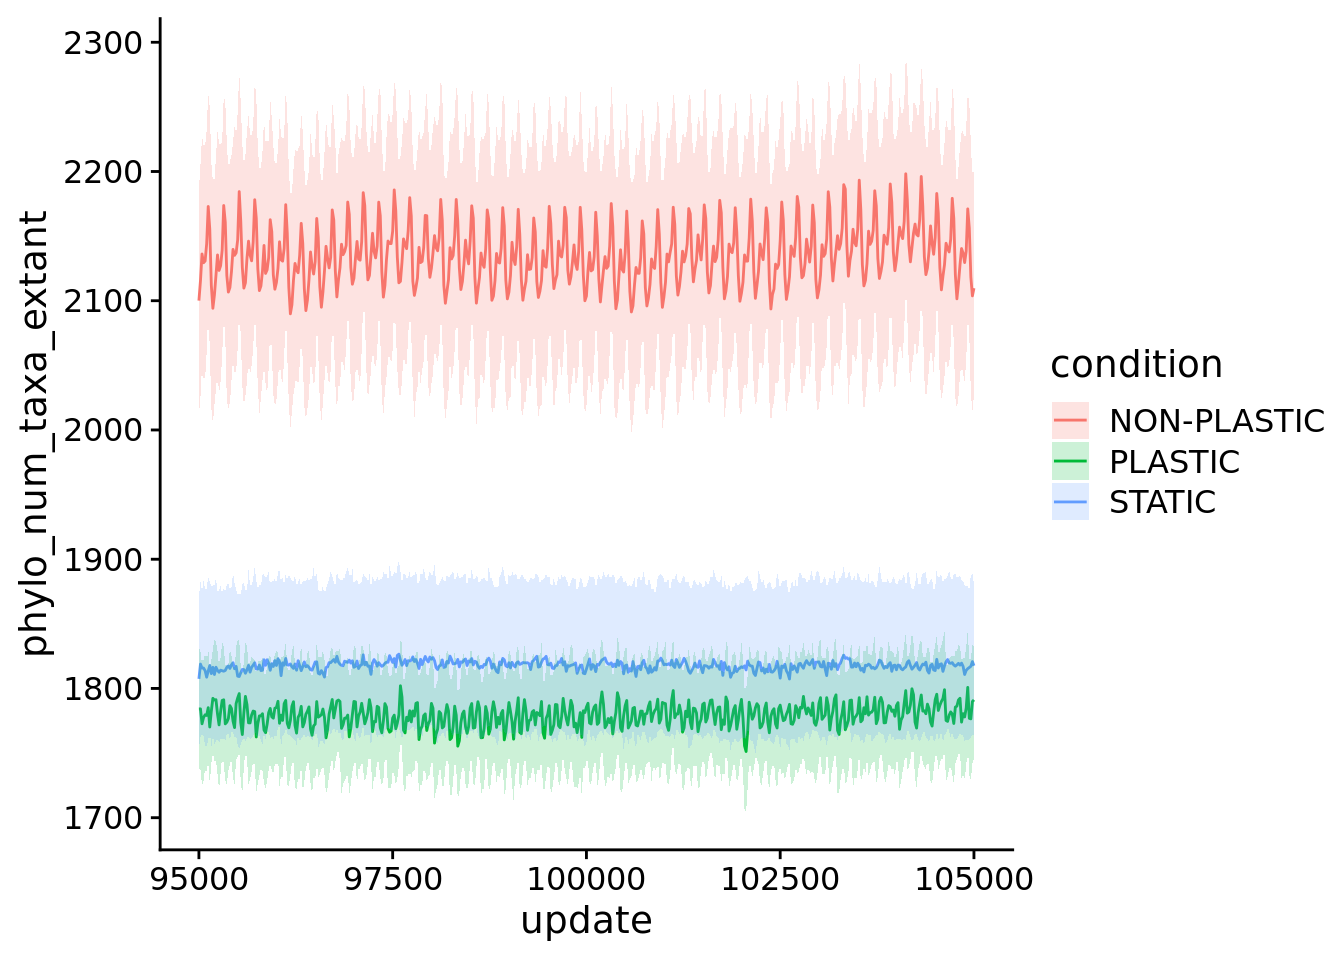 2300
2200
2100
2000
1900
1800
1700
phylo_num_taxa_extant
95000 97500 100000 102500 105000
update
condition
NON-PLASTIC
PLASTIC
STATIC